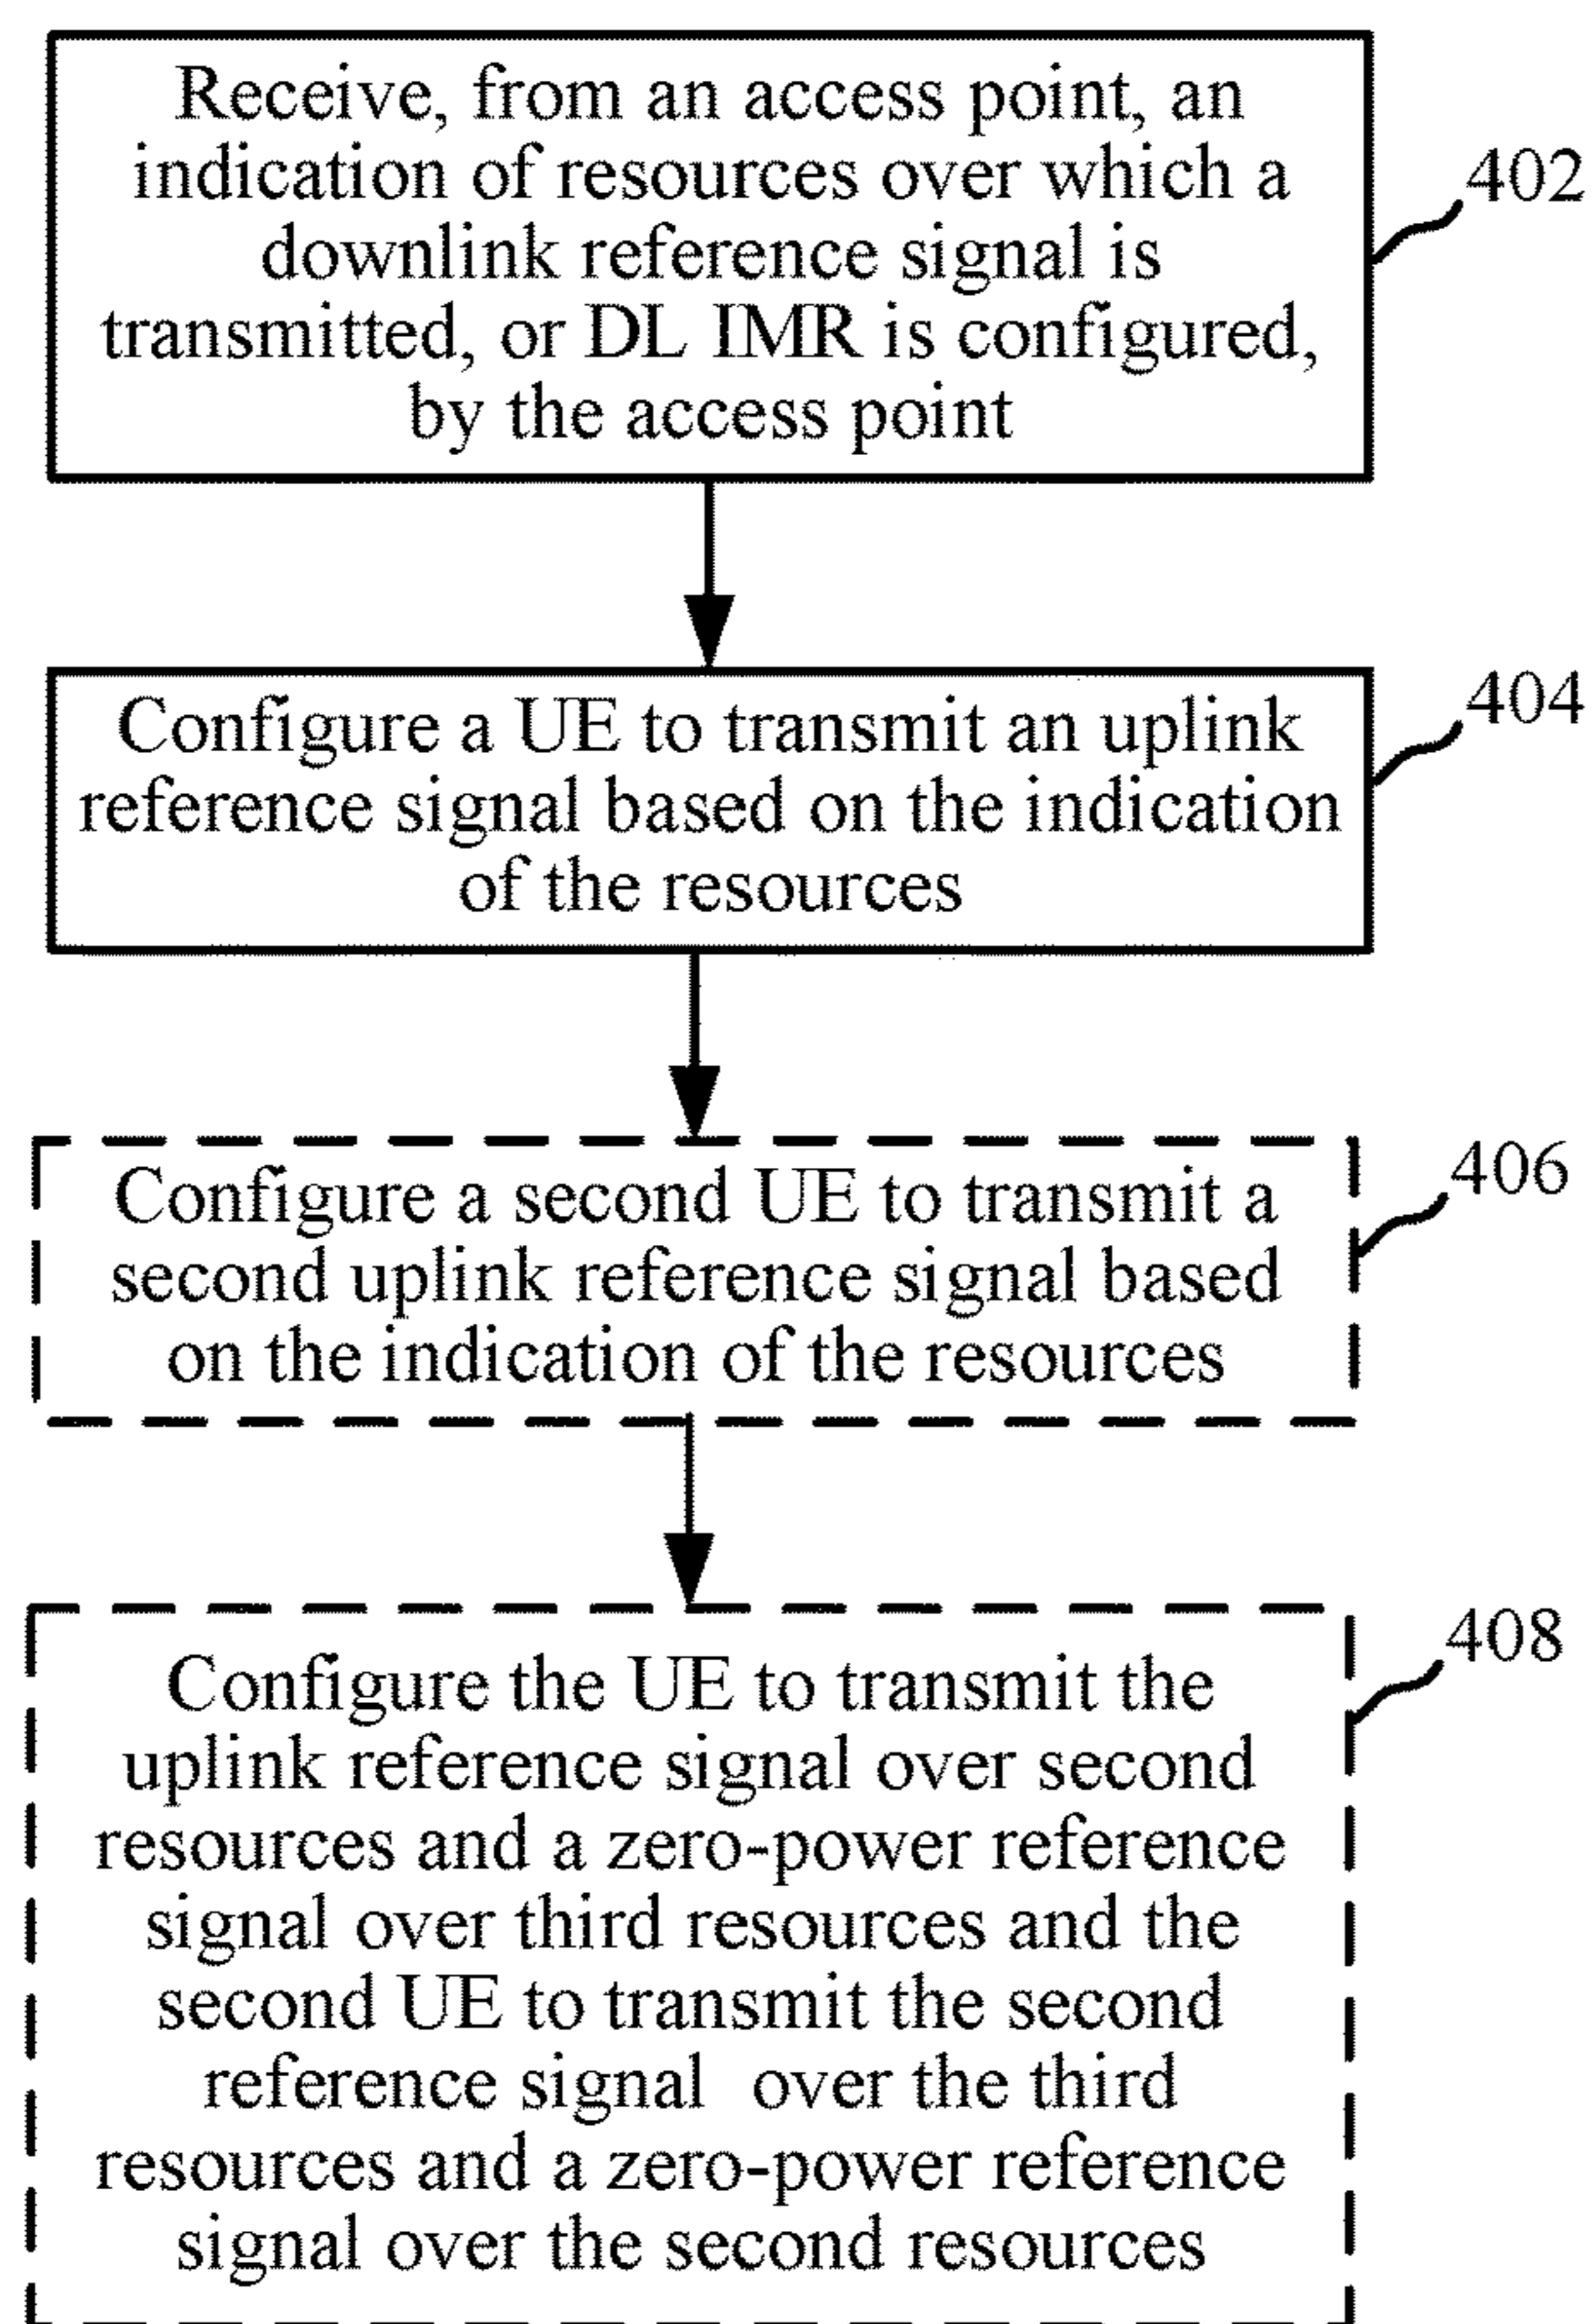 Receive, from an access point, an
indication of resources over which a
downlink reference signal is
transmitted, or DL IMR is configured,
by the access point
402
Configure a UE to transmit an uplink
reference signal based on the indication
of the resources
404
Configure a second UE to transmit a
second uplink reference signal based
on the indication of the resources
406
Configure the UE to transmit the
uplink reference signal over second
resources and a zero-power reference
signal over third resources and the
second UE to transmit the second
reference signal over the third
resources and a zero-power reference
signal over the second resources
408